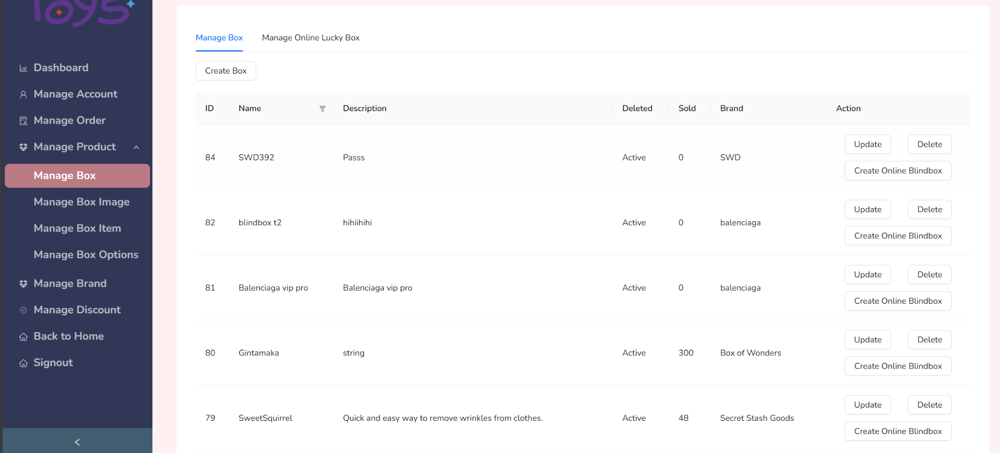 Toys
Dashboard
Manage Account
Manage Order
Manage Product
Manage Box
Manage Box Image
Manage Box Item
Manage Box Options
Manage Brand
Manage Discount
Back to Home
Signout
Manage Box Manage Online Lucky Box
Create Box
ID Name Description Deleted Sold Brand Action
84 SWD392 Passs Active 0 SWD
Update Delete
Create Online Blindbox
82 blindbox t2 hihiihihi Active 0 balenciaga
Update Delete
Create Online Blindbox
81 Balenciaga vip pro Balenciaga vip pro Active 0 balenciaga
Update Delete
Create Online Blindbox
80 Gintamaka string Active 300 Box of Wonders
Update Delete
Create Online Blindbox
79 SweetSquirrel Quick and easy way to remove wrinkles from clothes. Active 48 Secret Stash Goods
Update Delete
Create Online Blindbox